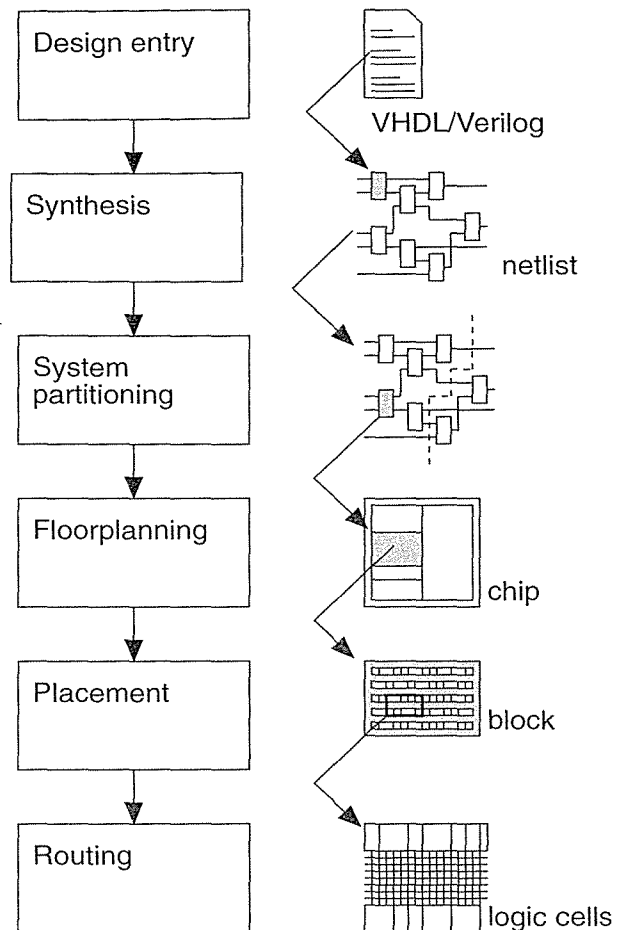 Design entry
VHDL/Verilog
Synthesis
netlist
System
partitioning
Floorplanning
chip
Placement
block
Routing
logic cells